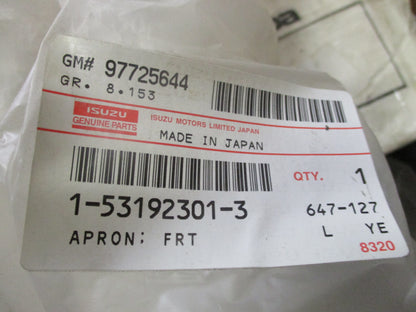 GM# 97725644
GR. 8.153
ISUZU
GENUINE PARTS
ISUZU MOTORS LIMITED JAPAN
MADE IN JAPAN
QTY. 1
1-53192301-3
647-127
APRON; FRT
L YE
8320